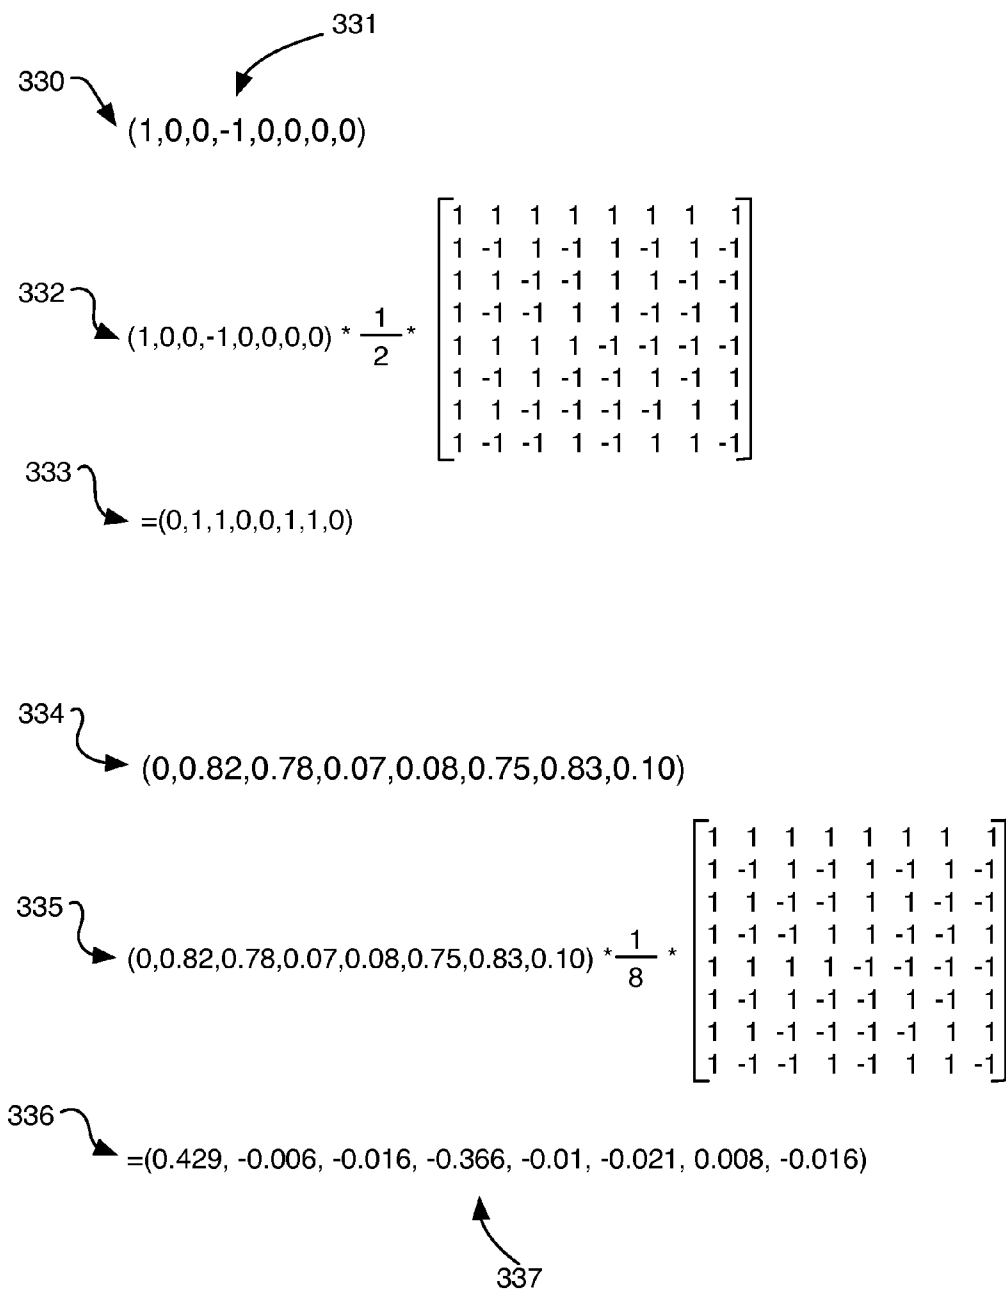 331
330
(1,0,0,-1,0,0,0,0)
332
(1,0,0,-1,0,0,0,0) * 1/2 *
1 1 1 1 1 1 1 1
1 -1 1 -1 1 -1 1 -1
1 1 -1 -1 1 1 -1 -1
1 -1 -1 1 1 -1 -1 1
1 1 1 1 -1 -1 -1 -1
1 -1 1 -1 -1 1 -1 1
1 1 -1 -1 -1 -1 1 1
1 -1 -1 1 -1 1 1 -1
333
=(0,1,1,0,0,1,1,0)
334
(0,0.82,0.78,0.07,0.08,0.75,0.83,0.10)
335
(0,0.82,0.78,0.07,0.08,0.75,0.83,0.10) * 1/8 *
1 1 1 1 1 1 1 1
1 -1 1 -1 1 -1 1 -1
1 1 -1 -1 1 1 -1 -1
1 -1 -1 1 1 -1 -1 1
1 1 1 1 -1 -1 -1 -1
1 -1 1 -1 -1 1 -1 1
1 1 -1 -1 -1 -1 1 1
1 -1 -1 1 -1 1 1 -1
336
=(0.429, -0.006, -0.016, -0.366, -0.01, -0.021, 0.008, -0.016)
337